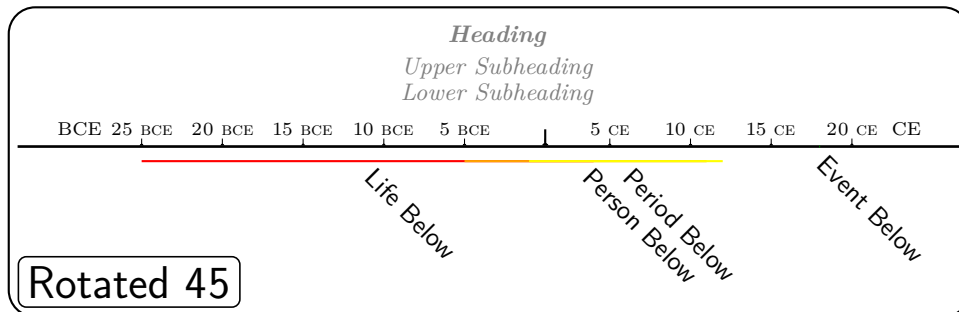 Heading
Upper Subheading
Lower Subheading
BCE 25 BCE 20 BCE 15 BCE 10 BCE 5 BCE 5 CE 10 CE 15 CE 20 CE CE
Life Below
Person Below
Period Below
Event Below
Rotated 45